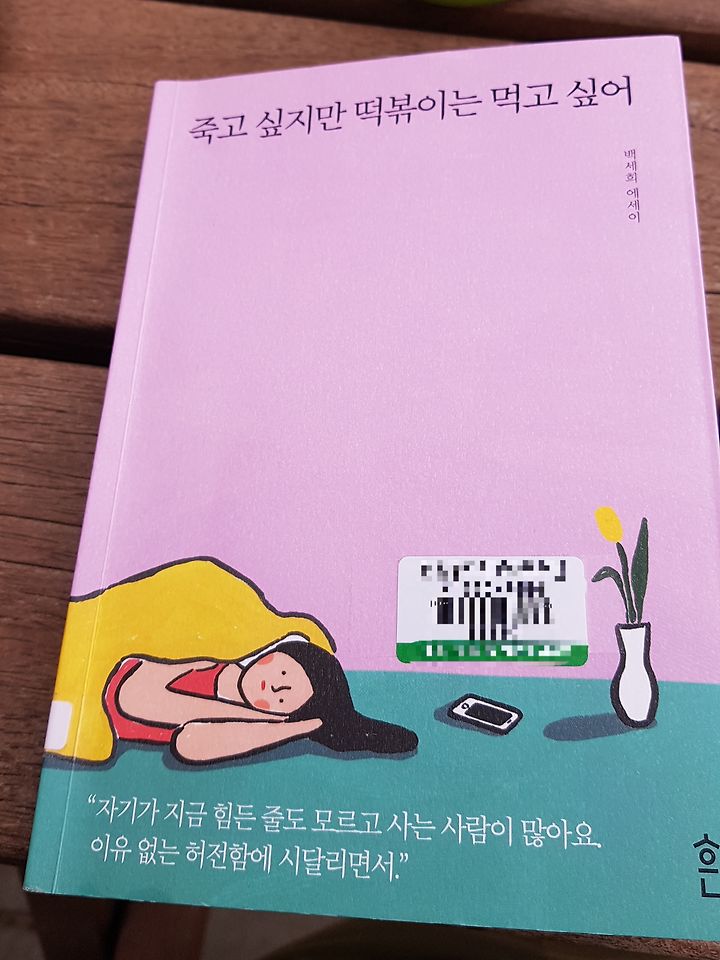 죽고 싶지만 떡볶이는 먹고 싶어
백세희 에세이
“자기가 지금 힘든 줄도 모르고 사는 사람이 많아요.
이유 없는 허전함에 시달리면서.”
흔